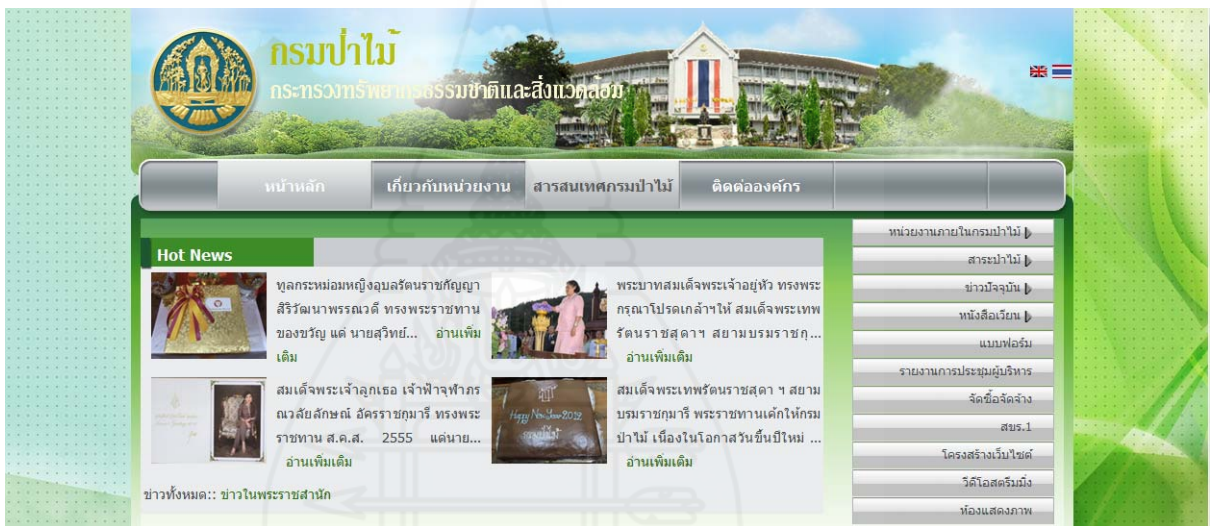 กรมป่าไม้
กระทรวงทรัพยากรธรรมชาติและสิ่งแวดล้อม
หน้าหลัก เกี่ยวกับหน่วยงาน สารสนเทศกรมป่าไม้ ติดต่อองค์กร
Hot News
ทูลกระหม่อมหญิงอุบลรัตนราชกัญญา
สิริวัฒนาพรรณวดี ทรงพระราชทาน
ของขวัญ แด่ นายสุวิทย์... อ่านเพิ่ม
เติม
พระบาทสมเด็จพระเจ้าอยู่หัว ทรงพระ
กรุณาโปรดเกล้าฯให้ สมเด็จพระเทพ
รัตนราชสุดาฯ สยามบรมราชกุ...
อ่านเพิ่มเติม
สมเด็จพระเจ้าลูกเธอ เจ้าฟ้าจุฬาภร
ณวลัยลักษณ์ อัครราชกุมารี ทรงพระ
ราชทาน ส.ค.ส. 2555 แด่นาย...
อ่านเพิ่มเติม
Happy New Year 2012
กรมป่าไม้
สมเด็จพระเทพรัตนราชสุดา ฯ สยาม
บรมราชกุมารี พระราชทานเค้กให้กรม
ป่าไม้ เนื่องในโอกาสวันขึ้นปีใหม่ ...
อ่านเพิ่มเติม
ข่าวทั้งหมด:: ข่าวในพระราชสำนัก
หน่วยงานภายในกรมป่าไม้
สาระป่าไม้
ข่าวปัจจุบัน
หนังสือเวียน
แบบฟอร์ม
รายงานการประชุมผู้บริหาร
จัดซื้อจัดจ้าง
สขร.1
โครงสร้างเว็บไซต์
วีดีโอสตรีมมิ่ง
ห้องแสดงภาพ